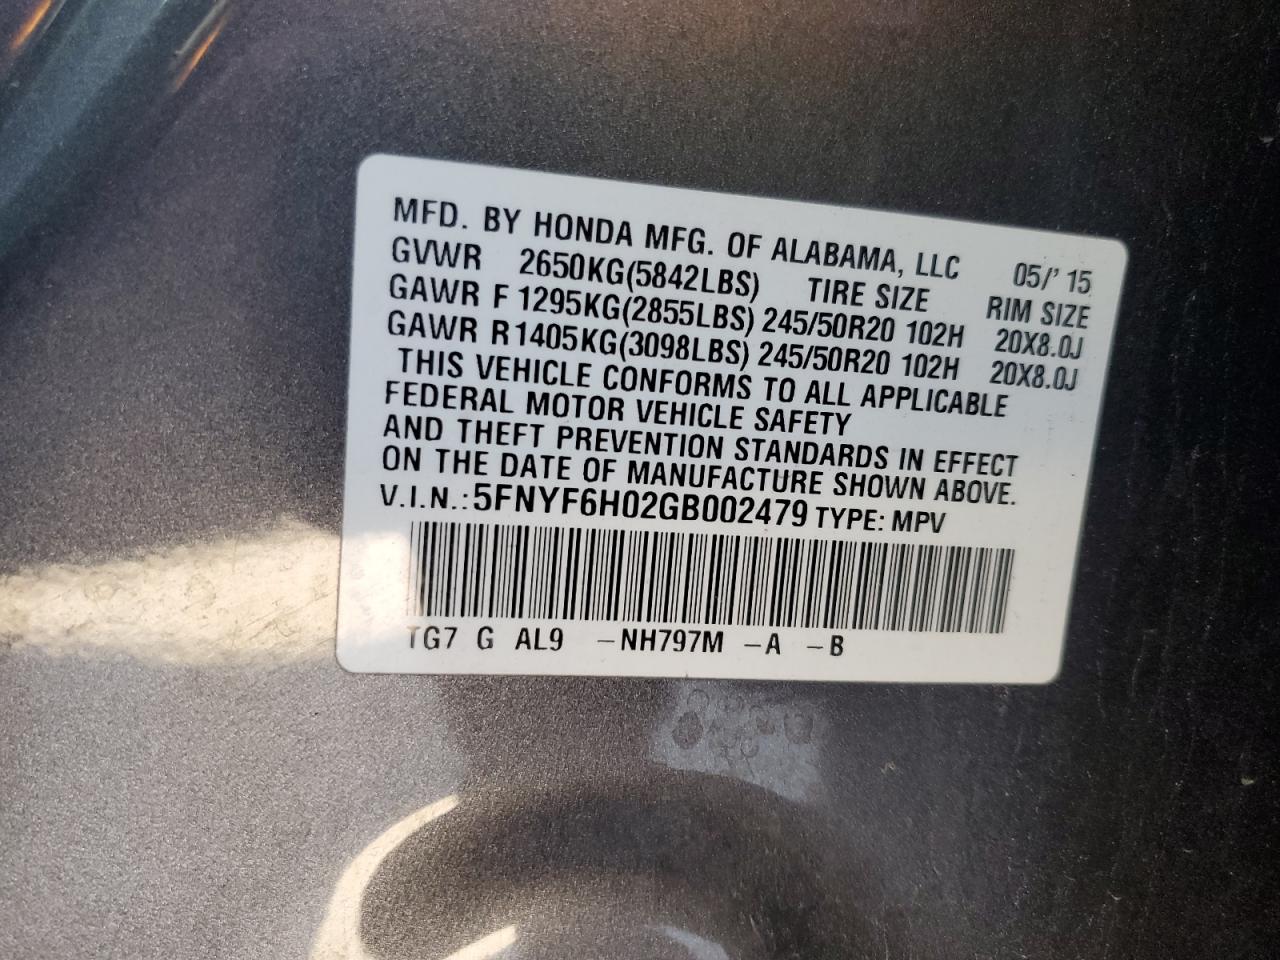 MFD. BY HONDA MFG. OF ALABAMA, LLC 05/' 15
GVWR 2650KG(5842LBS) TIRE SIZE RIM SIZE
GAWR F 1295KG(2855LBS) 245/50R20 102H 20X8.0J
GAWR R 1405KG(3098LBS) 245/50R20 102H 20X8.0J
THIS VEHICLE CONFORMS TO ALL APPLICABLE
FEDERAL MOTOR VEHICLE SAFETY
AND THEFT PREVENTION STANDARDS IN EFFECT
ON THE DATE OF MANUFACTURE SHOWN ABOVE.
V.I.N.: 5FNYF6H02GB002479 TYPE: MPV
TG7 G AL9 –NH797M –A –B